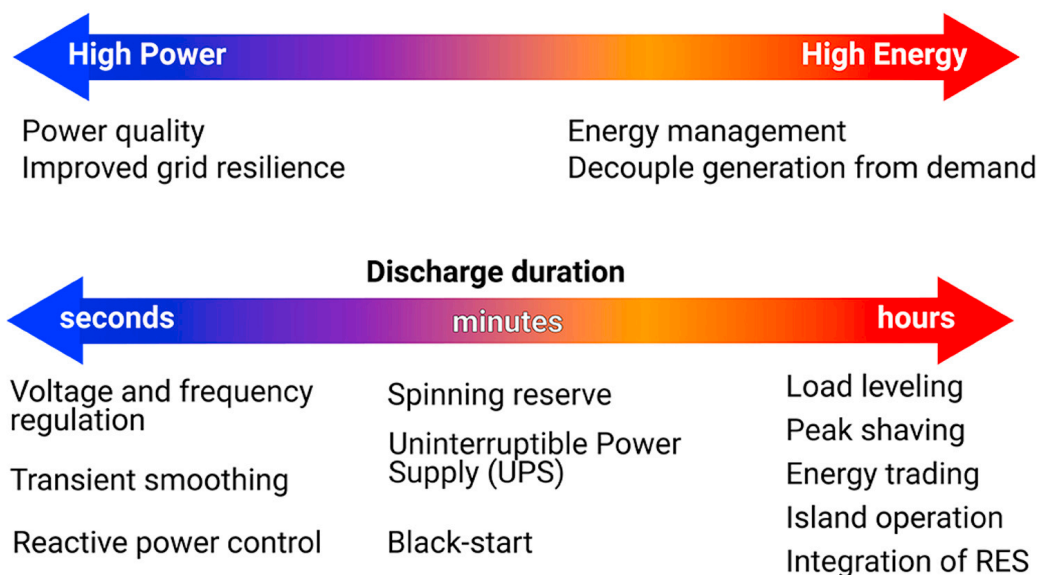 High Power
High Energy
Power quality
Improved grid resilience
Energy management
Decouple generation from demand
Discharge duration
seconds
minutes
hours
Voltage and frequency
regulation
Transient smoothing
Reactive power control
Spinning reserve
Uninterruptible Power
Supply (UPS)
Black-start
Load leveling
Peak shaving
Energy trading
Island operation
Integration of RES